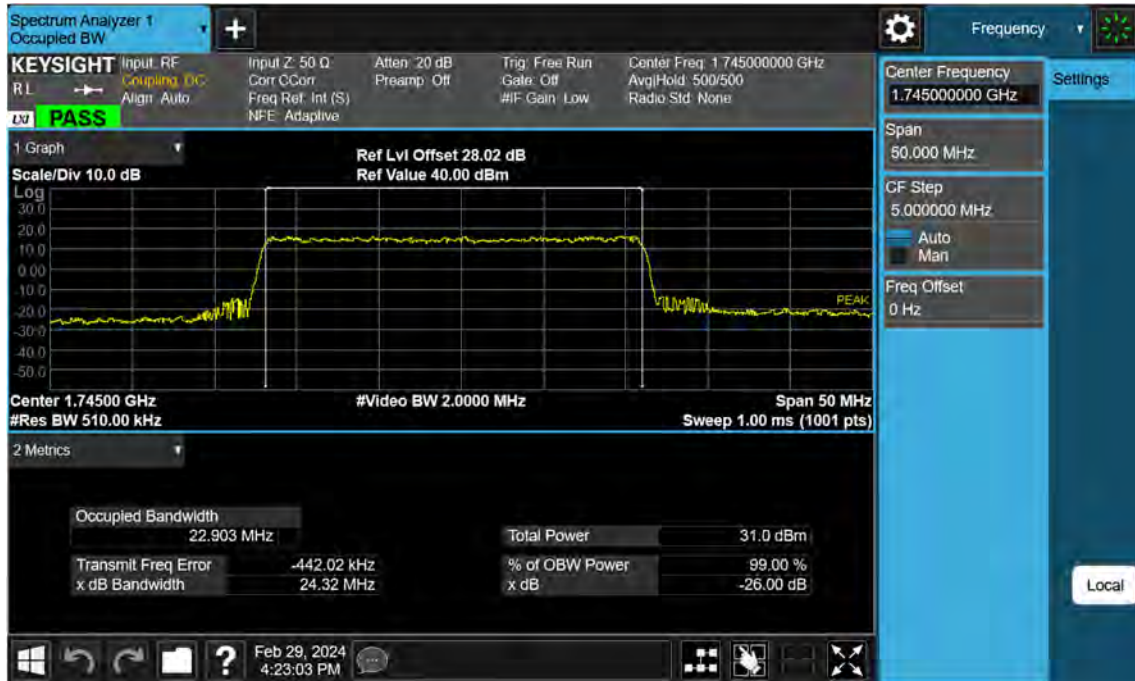 Spectrum Analyzer 1
Occupied BW
+
Frequency
KEYSIGHT
RL
LXI PASS
Input: RF
Coupling: DC
Align: Auto
Input Z: 50 Ω
Corr CCorr
Freq Ref: Int (S)
NFE: Adaptive
Atten: 20 dB
Preamp: Off
Trig: Free Run
Gate: Off
#IF Gain: Low
Center Freq: 1.745000000 GHz
Avg|Hold: 500/500
Radio Std: None
Center Frequency
1.745000000 GHz
Settings
Span
50.000 MHz
CF Step
5.000000 MHz
Auto
Man
Freq Offset
0 Hz
1 Graph
Scale/Div 10.0 dB
Ref Lvl Offset 28.02 dB
Ref Value 40.00 dBm
Log
30.0
20.0
10.0
0.00
-10.0
-20.0
-30.0
-40.0
-50.0
PEAK
Center 1.74500 GHz
#Res BW 510.00 kHz
#Video BW 2.0000 MHz
Span 50 MHz
Sweep 1.00 ms (1001 pts)
2 Metrics
Occupied Bandwidth
22.903 MHz
Transmit Freq Error -442.02 kHz
x dB Bandwidth 24.32 MHz
Total Power 31.0 dBm
% of OBW Power 99.00 %
x dB -26.00 dB
Local
?
Feb 29, 2024
4:23:03 PM